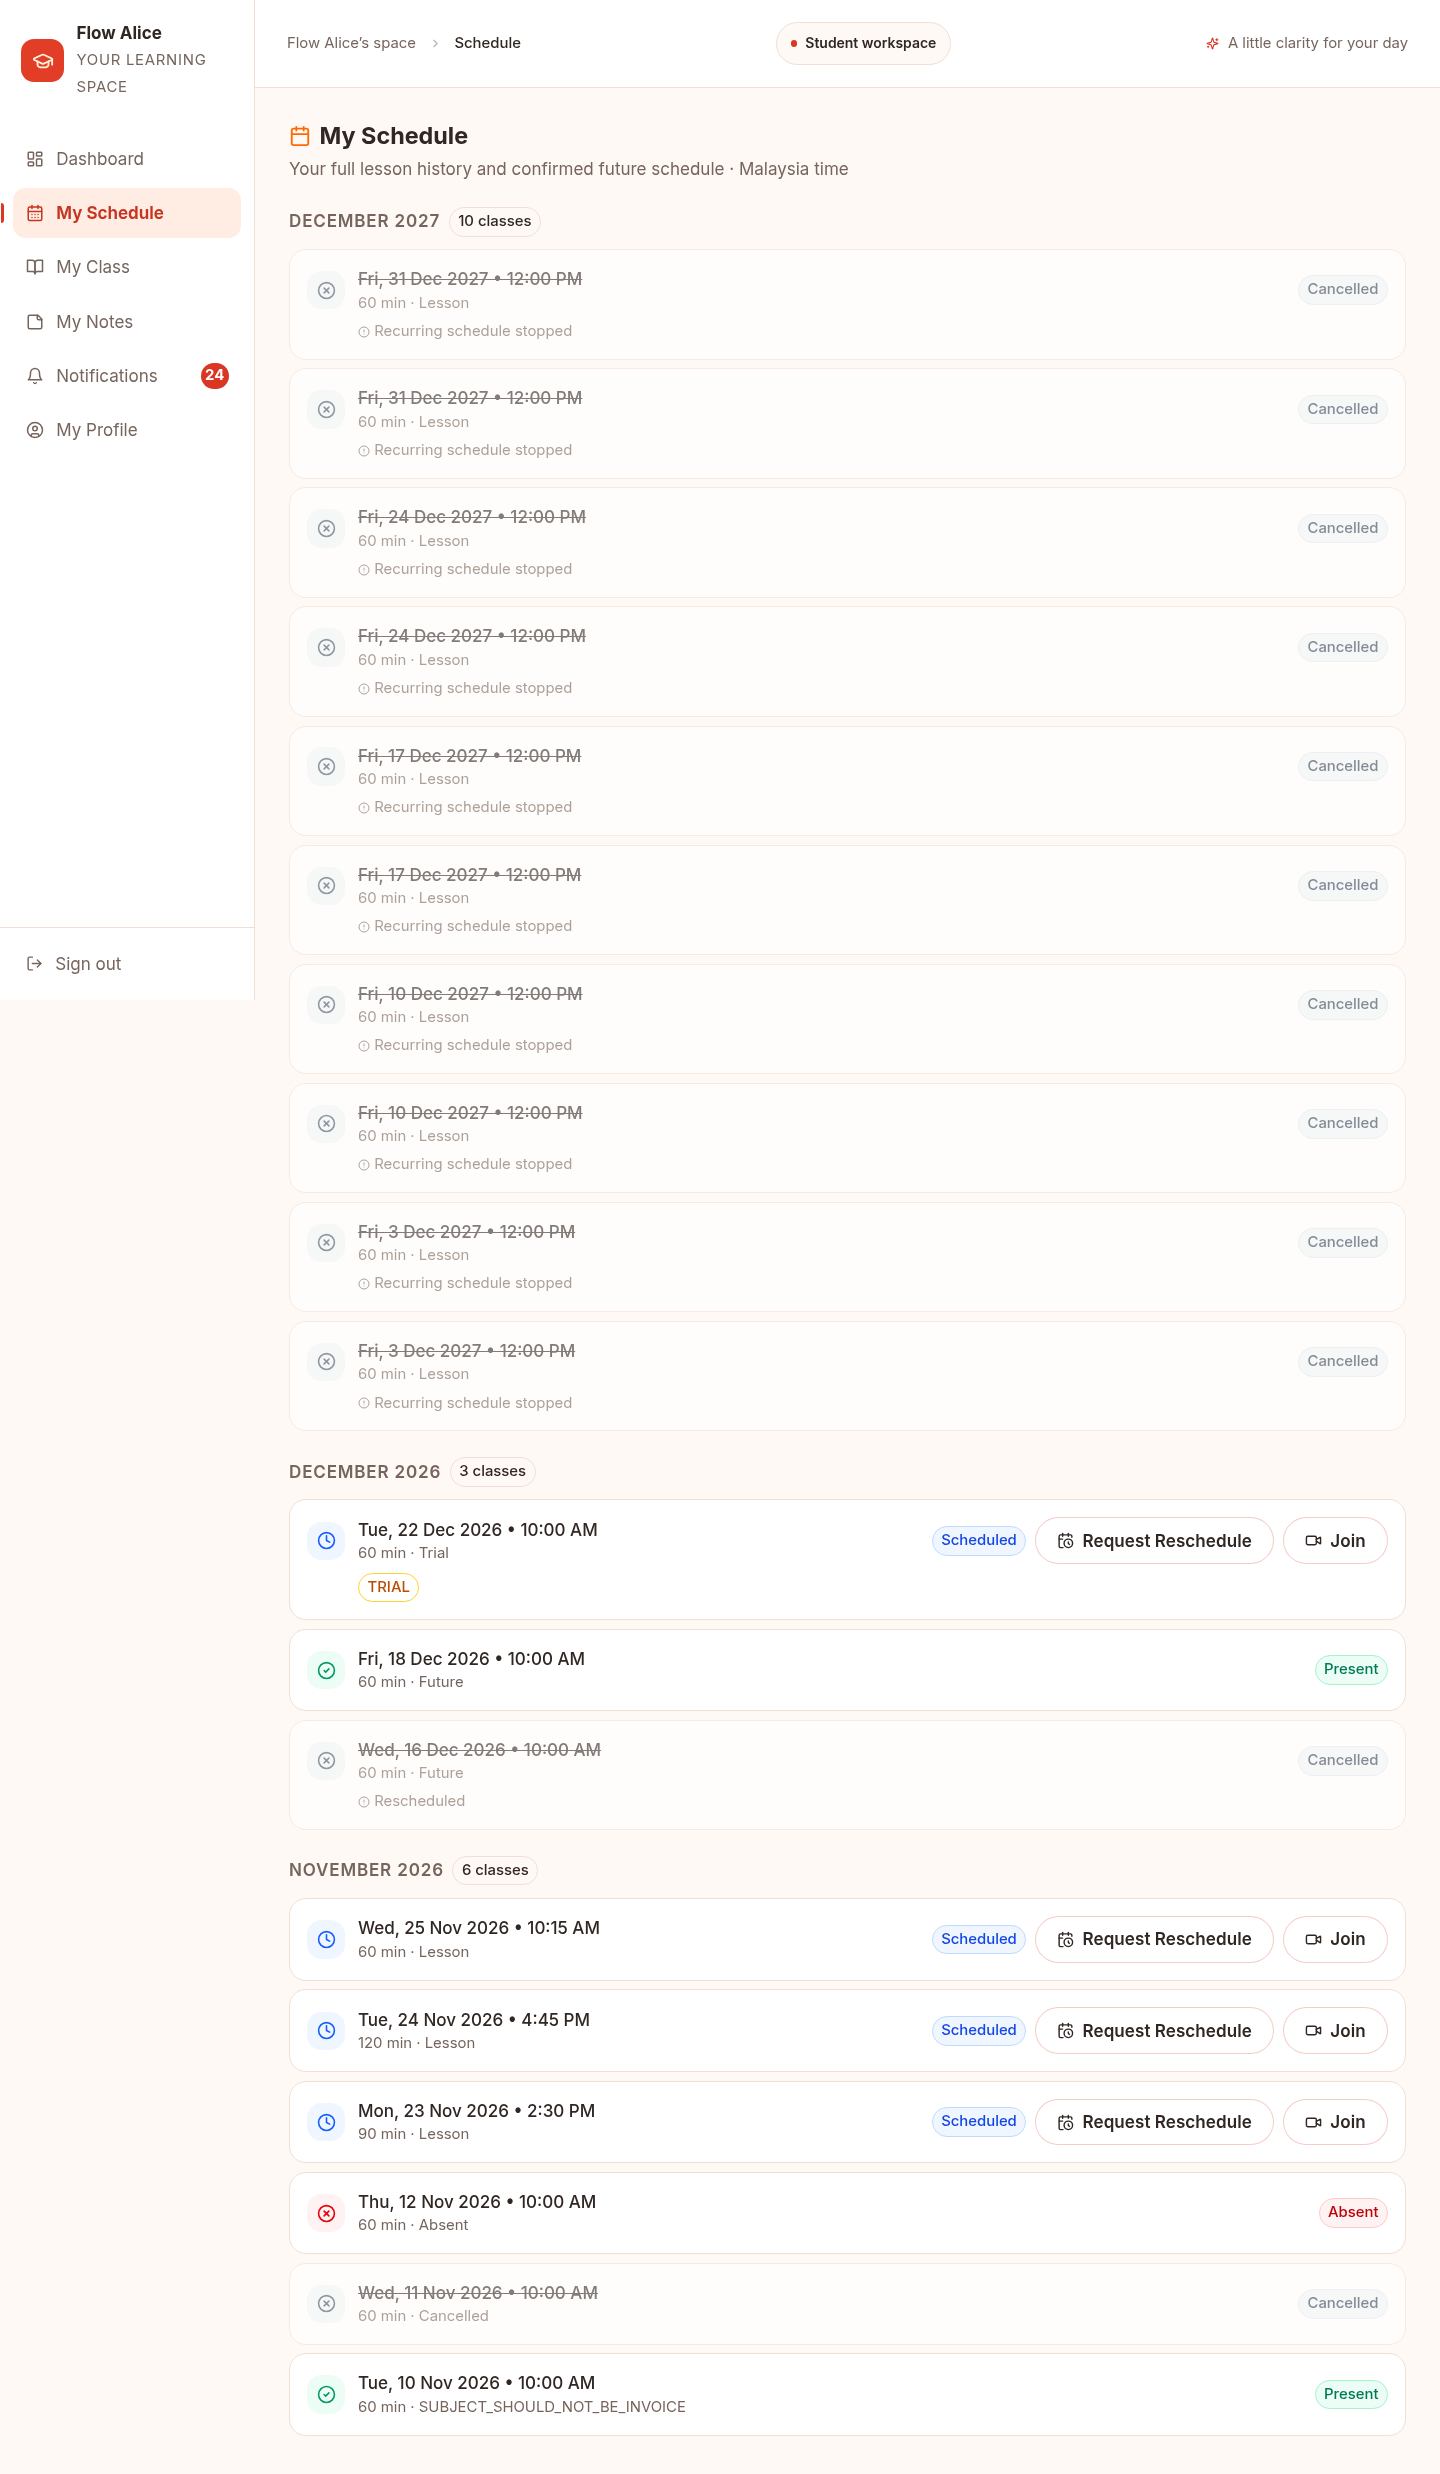 Flow Alice
YOUR LEARNING
SPACE
Dashboard
My Schedule
My Class
My Notes
Notifications 24
My Profile
Sign out
Flow Alice's space > Schedule
Student workspace
A little clarity for your day
My Schedule
Your full lesson history and confirmed future schedule · Malaysia time
DECEMBER 2027 10 classes
Fri, 31 Dec 2027 • 12:00 PM
60 min · Lesson
Recurring schedule stopped
Cancelled
Fri, 31 Dec 2027 • 12:00 PM
60 min · Lesson
Recurring schedule stopped
Cancelled
Fri, 24 Dec 2027 • 12:00 PM
60 min · Lesson
Recurring schedule stopped
Cancelled
Fri, 24 Dec 2027 • 12:00 PM
60 min · Lesson
Recurring schedule stopped
Cancelled
Fri, 17 Dec 2027 • 12:00 PM
60 min · Lesson
Recurring schedule stopped
Cancelled
Fri, 17 Dec 2027 • 12:00 PM
60 min · Lesson
Recurring schedule stopped
Cancelled
Fri, 10 Dec 2027 • 12:00 PM
60 min · Lesson
Recurring schedule stopped
Cancelled
Fri, 10 Dec 2027 • 12:00 PM
60 min · Lesson
Recurring schedule stopped
Cancelled
Fri, 3 Dec 2027 • 12:00 PM
60 min · Lesson
Recurring schedule stopped
Cancelled
Fri, 3 Dec 2027 • 12:00 PM
60 min · Lesson
Recurring schedule stopped
Cancelled
DECEMBER 2026 3 classes
Tue, 22 Dec 2026 • 10:00 AM
60 min · Trial
TRIAL
Scheduled Request Reschedule Join
Fri, 18 Dec 2026 • 10:00 AM
60 min · Future
Present
Wed, 16 Dec 2026 • 10:00 AM
60 min · Future
Rescheduled
Cancelled
NOVEMBER 2026 6 classes
Wed, 25 Nov 2026 • 10:15 AM
60 min · Lesson
Scheduled Request Reschedule Join
Tue, 24 Nov 2026 • 4:45 PM
120 min · Lesson
Scheduled Request Reschedule Join
Mon, 23 Nov 2026 • 2:30 PM
90 min · Lesson
Scheduled Request Reschedule Join
Thu, 12 Nov 2026 • 10:00 AM
60 min · Absent
Absent
Wed, 11 Nov 2026 • 10:00 AM
60 min · Cancelled
Cancelled
Tue, 10 Nov 2026 • 10:00 AM
60 min · SUBJECT_SHOULD_NOT_BE_INVOICE
Present